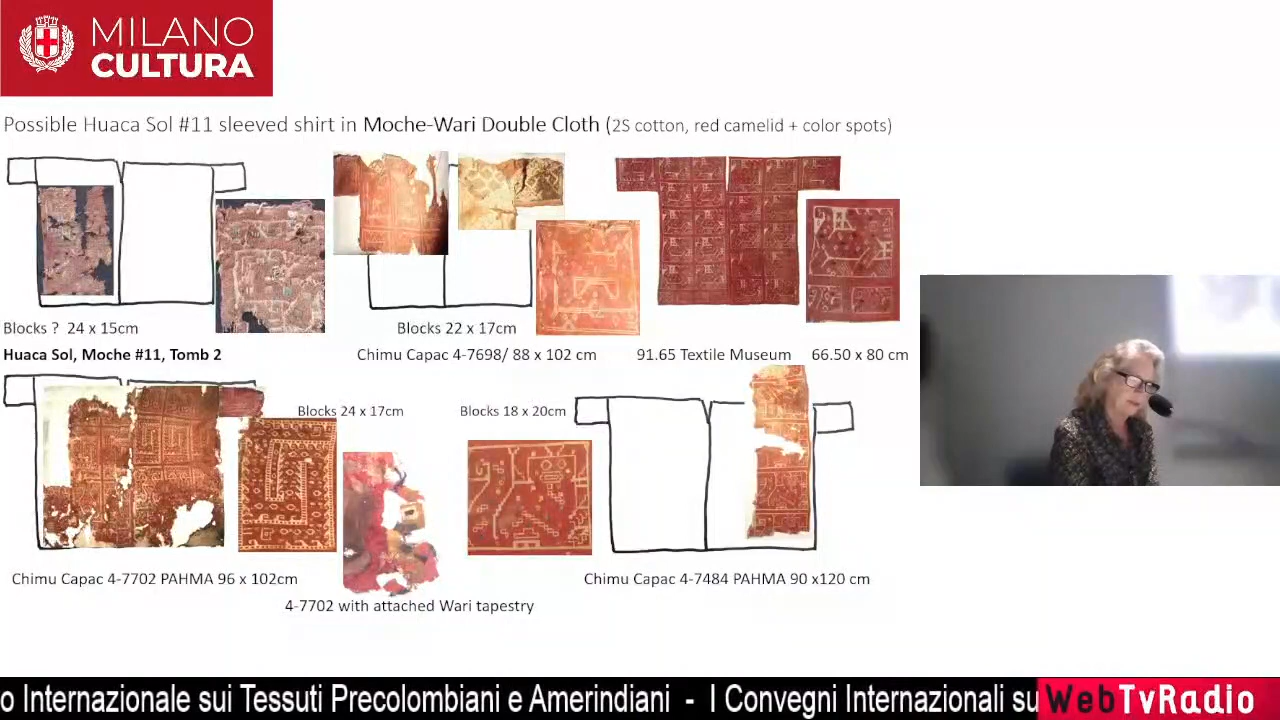 MILANO
CULTURA
Possible Huaca Sol #11 sleeved shirt in Moche-Wari Double Cloth (2S cotton, red camelid + color spots)
Blocks ? 24 x 15cm
Blocks 22 x 17cm
Huaca Sol, Moche #11, Tomb 2
Chimu Capac 4-7698/ 88 x 102 cm
91.65 Textile Museum
66.50 x 80 cm
Blocks 24 x 17cm
Blocks 18 x 20cm
Chimu Capac 4-7702 PAHMA 96 x 102cm
Chimu Capac 4-7484 PAHMA 90 x120 cm
4-7702 with attached Wari tapestry
o Internazionale sui Tessuti Precolombiani e Amerindiani - I Convegni Internazionali su
WebTvRadio